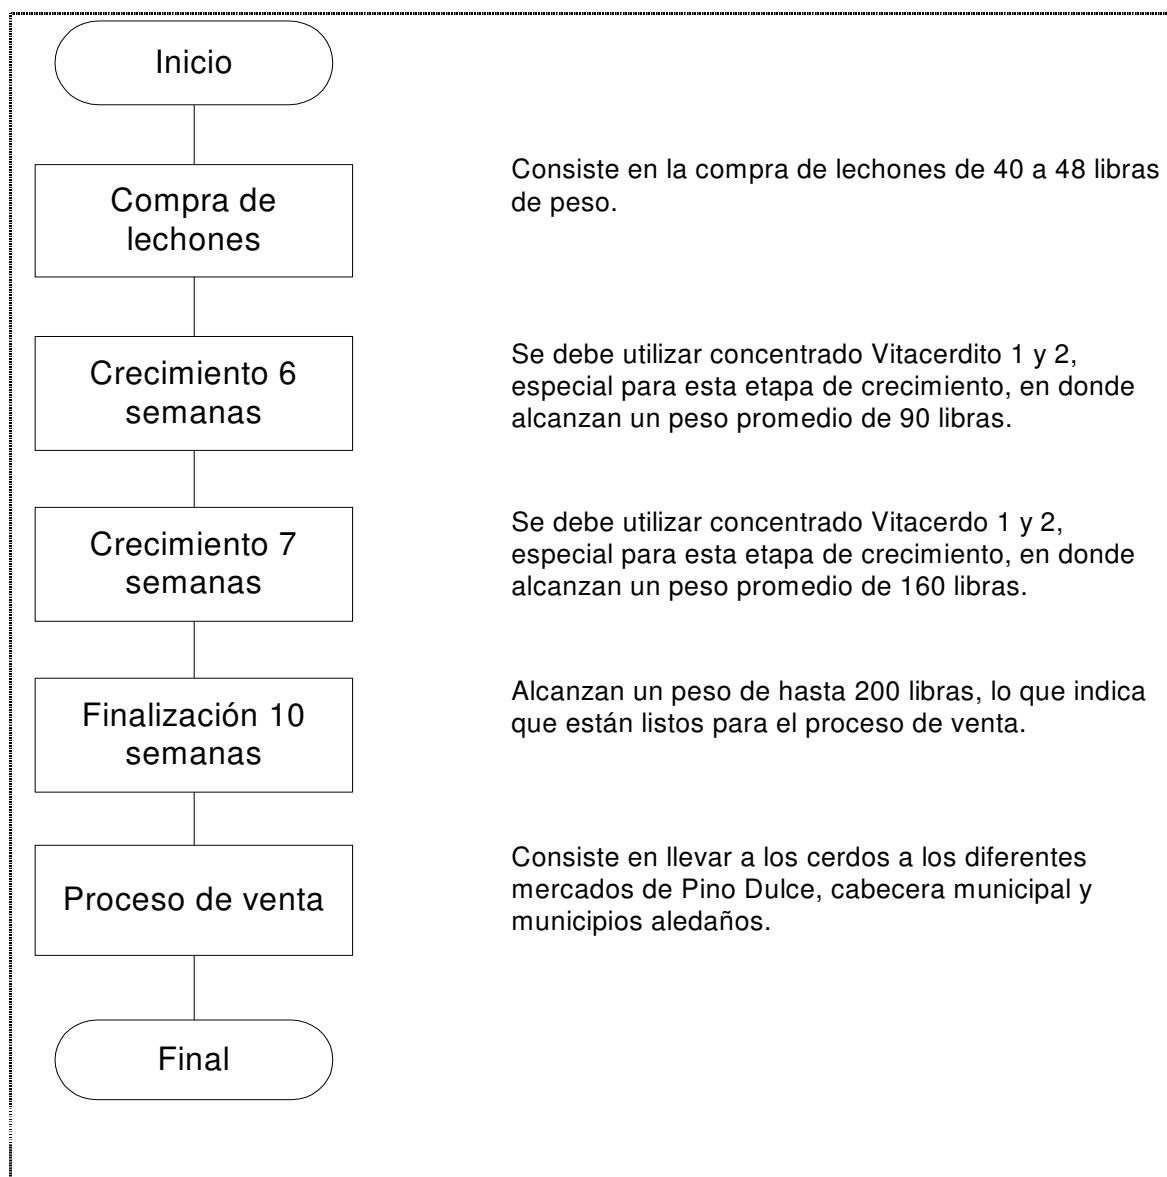 Inicio
Compra de
lechones
Consiste en la compra de lechones de 40 a 48 libras
de peso.
Crecimiento 6
semanas
Se debe utilizar concentrado Vitacerdito 1 y 2,
especial para esta etapa de crecimiento, en donde
alcanzan un peso promedio de 90 libras.
Crecimiento 7
semanas
Se debe utilizar concentrado Vitacerdo 1 y 2,
especial para esta etapa de crecimiento, en donde
alcanzan un peso promedio de 160 libras.
Finalización 10
semanas
Alcanzan un peso de hasta 200 libras, lo que indica
que están listos para el proceso de venta.
Proceso de venta
Consiste en llevar a los cerdos a los diferentes
mercados de Pino Dulce, cabecera municipal y
municipios aledaños.
Final